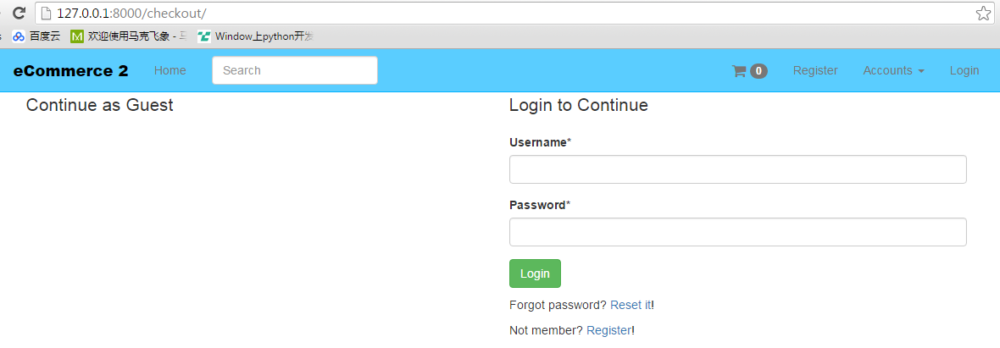 127.0.0.1:8000/checkout/
s 百度云 欢迎使用马克飞象 - 马 Window上python开发
eCommerce 2 Home Search 0 Register Accounts Login
Continue as Guest
Login to Continue
Username*
Password*
Login
Forgot password? Reset it!
Not member? Register!